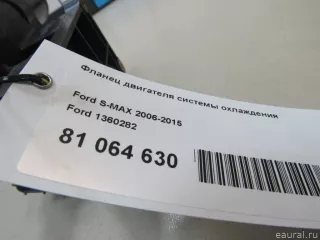 Фланец двигателя системы охлаждения
Ford S-MAX 2006-2015
Ford 1360282
81 064 630
eaural.ru